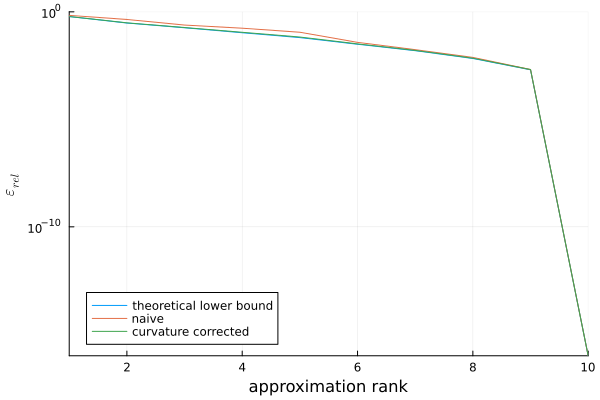 10⁰
ε_rel
10⁻¹⁰
theoretical lower bound
naive
curvature corrected
2 4 6 8 10
approximation rank